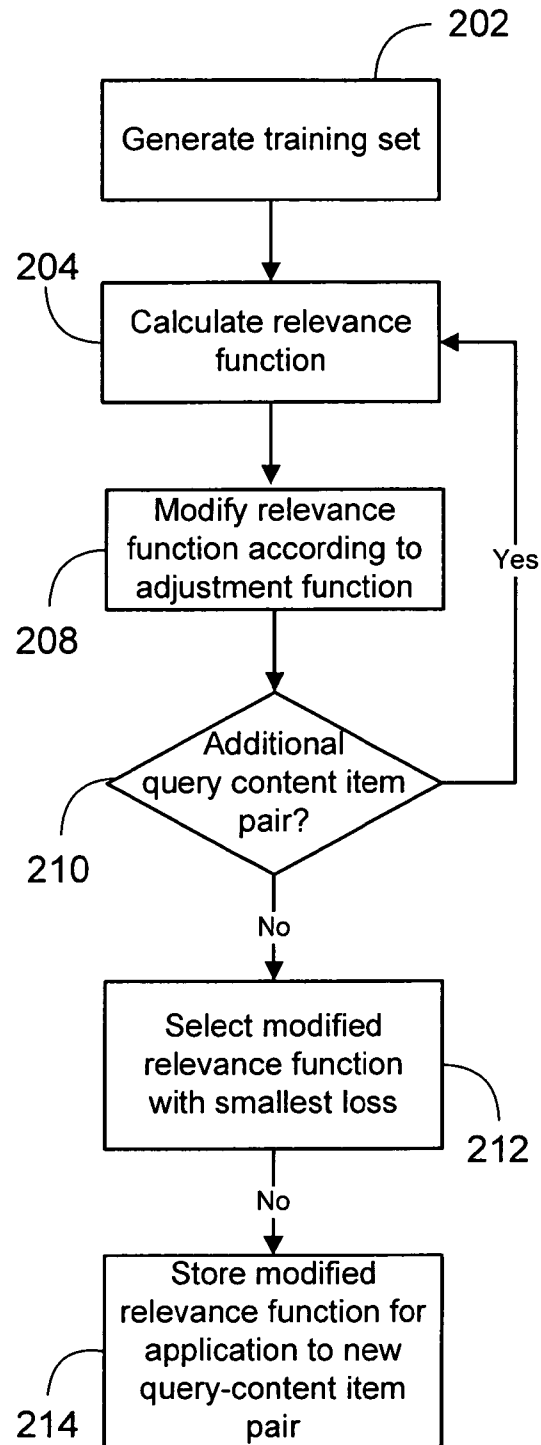 202
Generate training set
204
Calculate relevance
function
Modify relevance
function according to
adjustment function
Yes
208
Additional
query content item
pair?
210
No
Select modified
relevance function
with smallest loss
212
No
Store modified
relevance function for
application to new
query-content item
pair
214